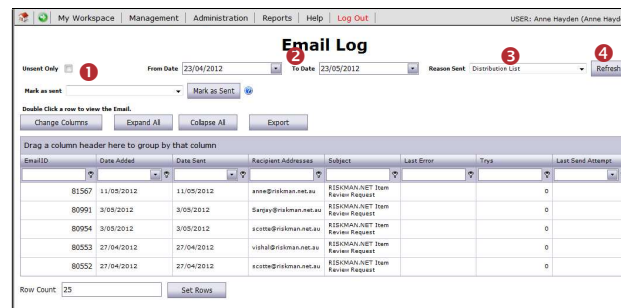 My Workspace Management Administration Reports Help Log Out USER: Anne Hayden (Anne Hayd
Email Log
Unsent Only 1 From Date 23/04/2012 2 To Date 23/05/2012 3 Reason Sent Distribution List 4 Refresh
Mark as sent Mark as Sent
Double Click a row to view the Email.
Change Columns Expand All Collapse All Export
Drag a column header here to group by that column
EmailID Date Added Date Sent Recipient Addresses Subject Last Error Trys Last Send Attempt
81567 11/05/2012 11/05/2012 anne@riskman.net.au RISKMAN.NET Item Review Request 0
80991 3/05/2012 3/05/2012 Sanjay@riskman.net.au RISKMAN.NET Item Review Request 0
80954 3/05/2012 3/05/2012 scotte@riskman.net.au RISKMAN.NET Item Review Request 0
80553 27/04/2012 27/04/2012 vishal@riskman.net.au RISKMAN.NET Item Review Request 0
80552 27/04/2012 27/04/2012 scotte@riskman.net.au RISKMAN.NET Item Review Request 0
Row Count 25 Set Rows